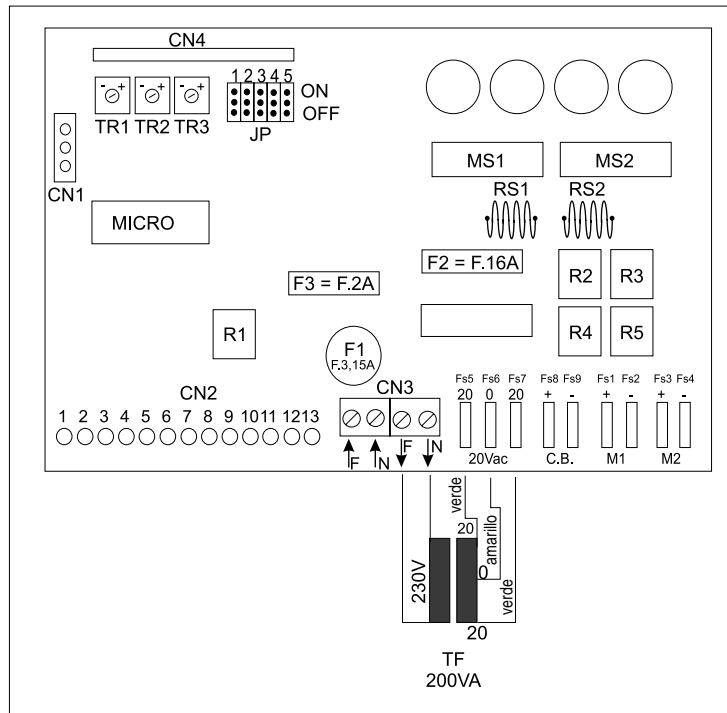 CN4
1 2 3 4 5
- + - + - +
ON
OFF
TR1 TR2 TR3
JP
CN1
MS1 MS2
RS1 RS2
MICRO
F2 = F.16A
R2 R3
F3 = F.2A
R1
R4 R5
F1
F.3,15A
CN3
CN2
1 2 3 4 5 6 7 8 9 10 11 12 13
Fs5 Fs6 Fs7 Fs8 Fs9 Fs1 Fs2 Fs3 Fs4
20 0 20 + - + - + -
F N F N
20Vac C.B. M1 M2
verde
amarillo
20
230V
0
verde
20
TF
200VA